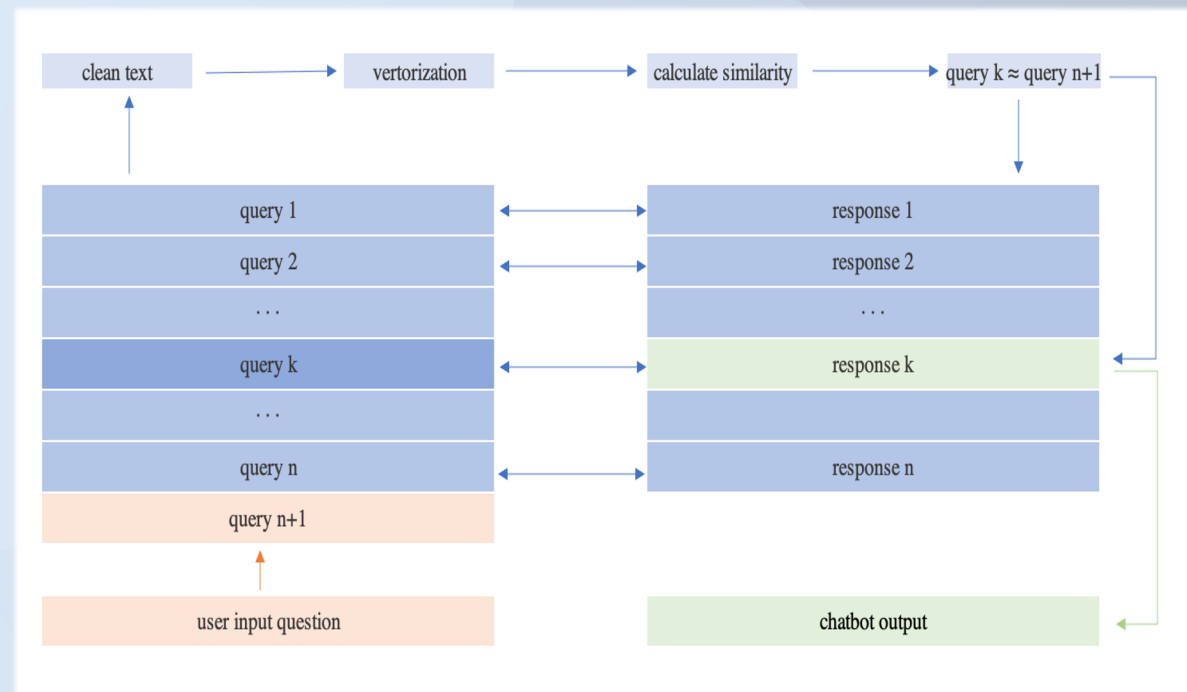 clean text
vertorization
calculate similarity
query k ≈ query n+1
query 1
response 1
query 2
response 2
...
...
query k
response k
...
query n
response n
query n+1
user input question
chatbot output